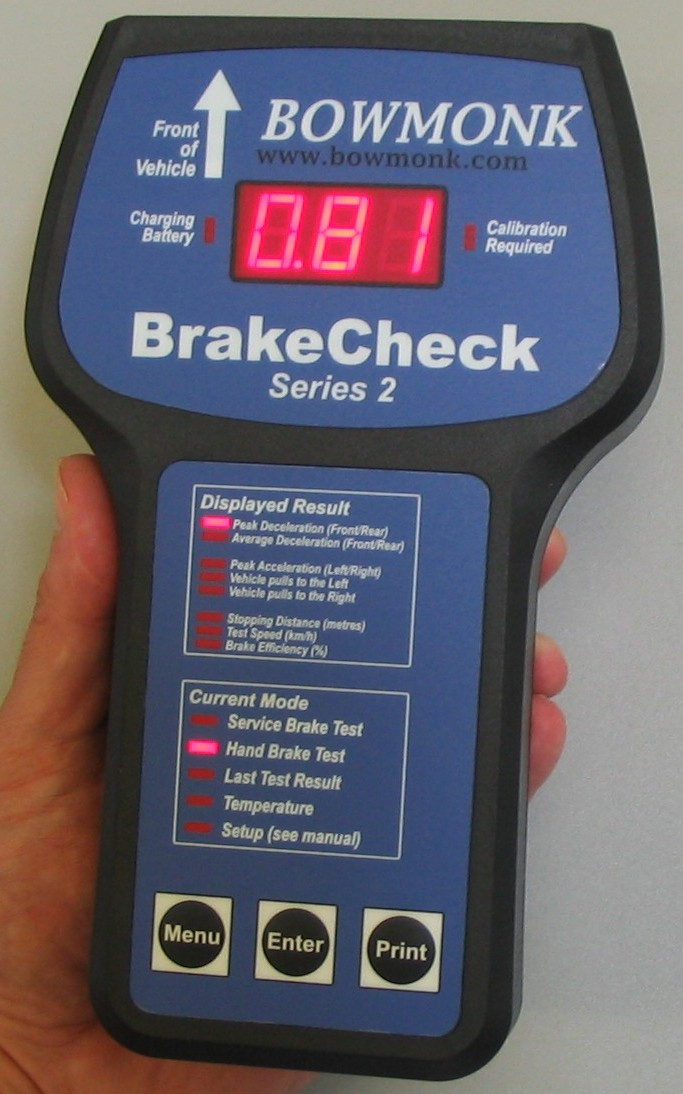 Front
of
Vehicle
BOWMONK
www.bowmonk.com
Charging
Battery
0.81
Calibration
Required
BrakeCheck
Series 2
Displayed Result
Peak Deceleration (Front/Rear)
Average Deceleration (Front/Rear)
Peak Acceleration (Left/Right)
Vehicle pulls to the Left
Vehicle pulls to the Right
Stopping Distance (metres)
Test Speed (km/h)
Brake Efficiency (%)
Current Mode
Service Brake Test
Hand Brake Test
Last Test Result
Temperature
Setup (see manual)
Menu
Enter
Print